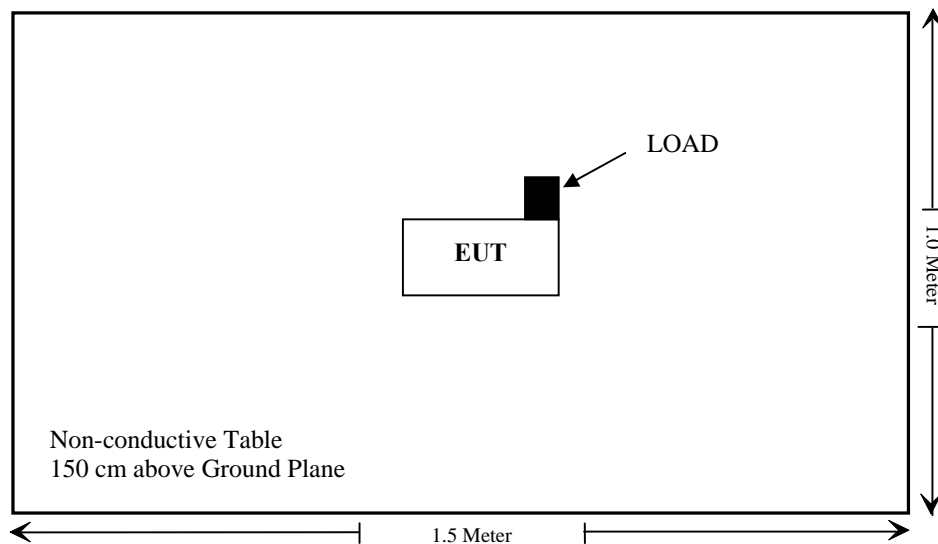 LOAD
EUT
1.0 Meter
Non-conductive Table
150 cm above Ground Plane
1.5 Meter